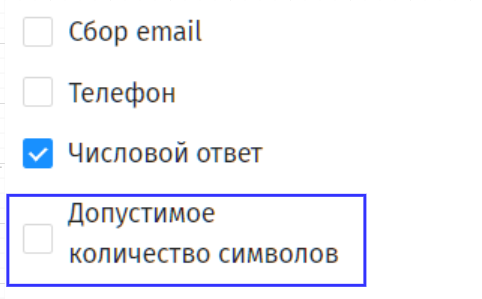 Сбор email
Телефон
Числовой ответ
Допустимое
количество символов